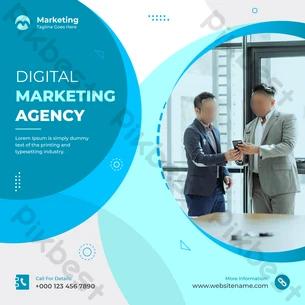 Marketing
Tagline Goes Here
DIGITAL
MARKETING
AGENCY
Lorem Ipsum is simply dummy
text of the printing and
typesetting industry.
Call For Details:
+000 123 456 7890
More Information:
www.websitename.com
Pixbest